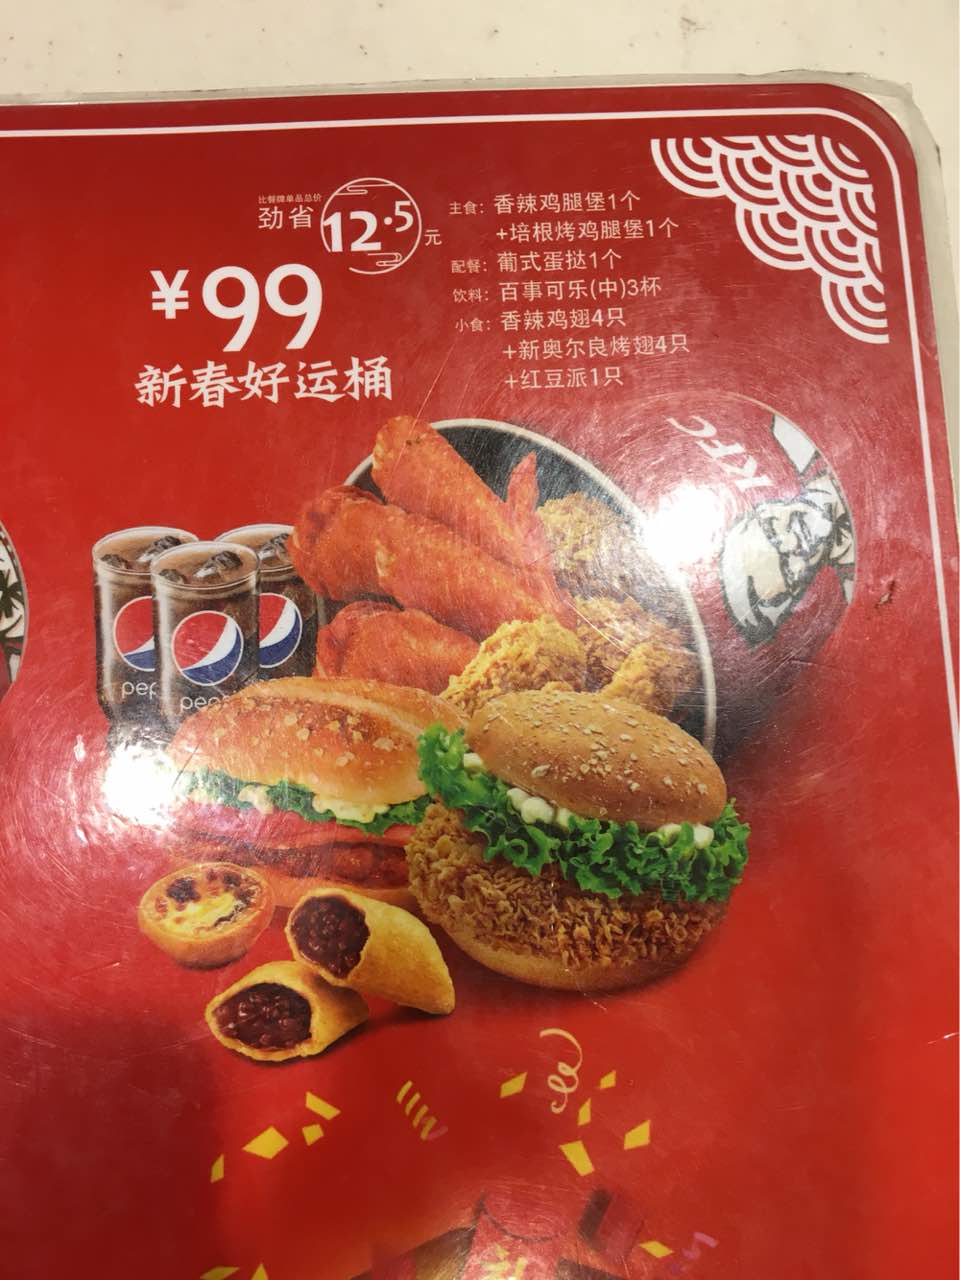 比餐牌单品总价
劲省 12.5 元
¥99
新春好运桶
主食：香辣鸡腿堡1个
+培根烤鸡腿堡1个
配餐：葡式蛋挞1个
饮料：百事可乐(中)3杯
小食：香辣鸡翅4只
+新奥尔良烤翅4只
+红豆派1只
KFC
pep
peps